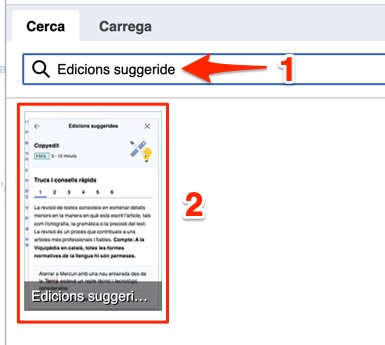 Cerca Carrega
Edicions suggeride
1
Edicions suggerides
Copyedit
FÀCIL 5 - 10 minuts
Trucs i consells ràpids
1 2 3 4 5 6
La revisió de textos consisteix en esmenar detalls
menors en la manera en què està escrit l'article, tals
com l'ortografia, la gramàtica o la precisió del text.
La revisió és un procés que contribueix a uns
articles més professionals i fiables. Compte: A la
Viquipèdia en català, totes les formes
normatives de la llengua hi són permeses.
Aterrar a Mercuri amb una nau enlairada des de
la Terra esdevé un repte tècnic i tecnològic
Edicions suggeri...
2